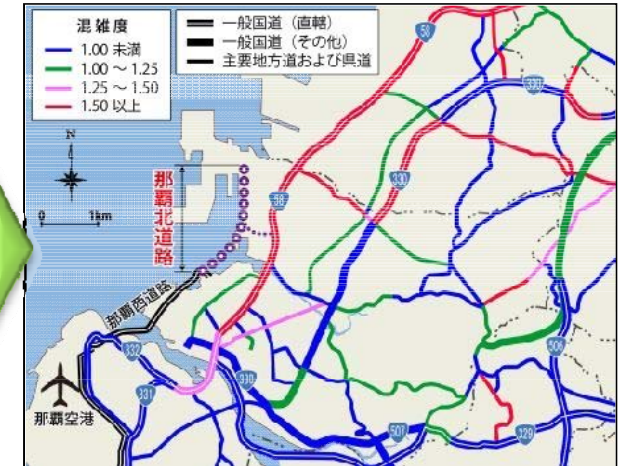 混雑度
1.00 未満
1.00 ～ 1.25
1.25 ～ 1.50
1.50 以上
一般国道（直轄）
一般国道（その他）
主要地方道および県道
N
0 1km
那覇北道路
那覇西道路
那覇空港
58
330
330
58
332
331
330
507
329
506